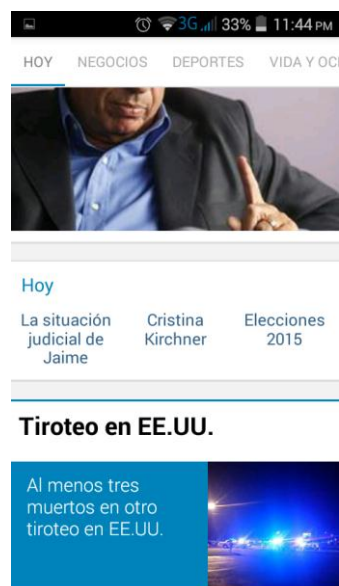 3G 33% 11:44 PM
HOY NEGOCIOS DEPORTES VIDA Y OCI
Hoy
La situación judicial de Jaime
Cristina Kirchner
Elecciones 2015
Tiroteo en EE.UU.
Al menos tres
muertos en otro
tiroteo en EE.UU.